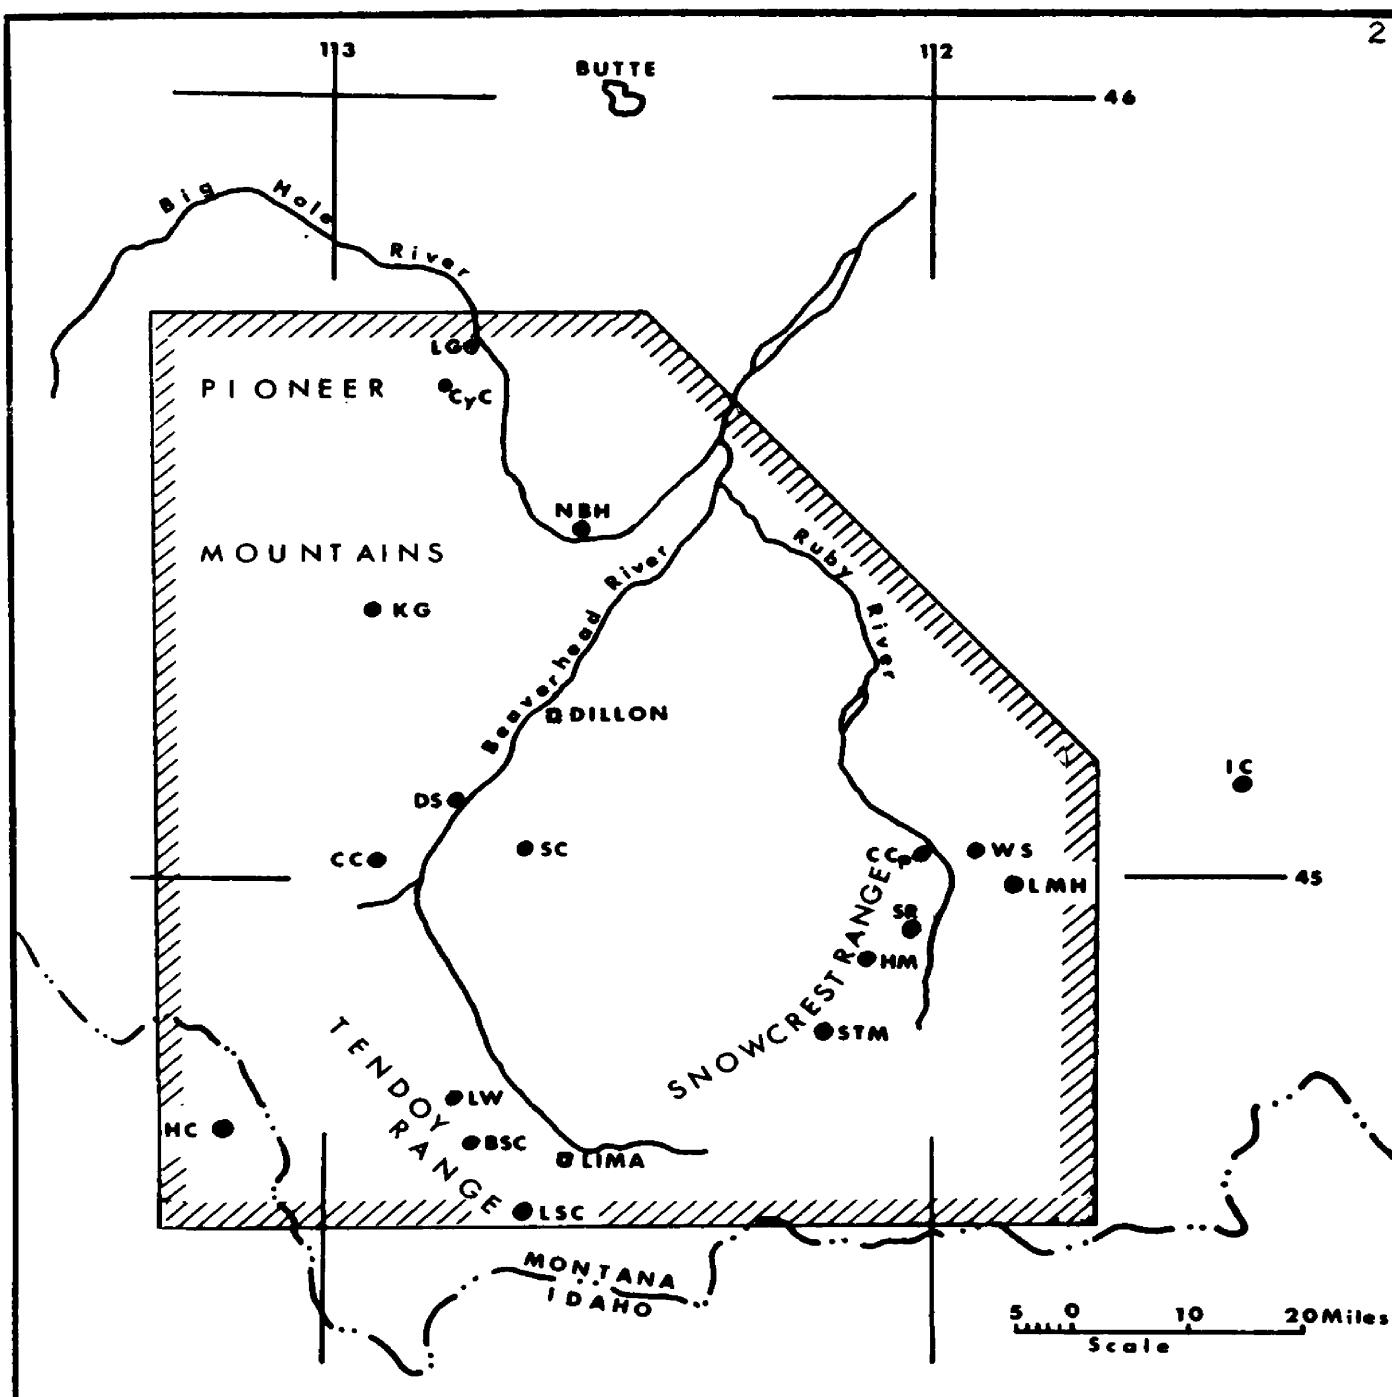 2
113
112
BUTTE
46
Big Hole River
LG
PIONEER
CyC
NBH
MOUNTAINS
Ruby River
KG
Beaverhead River
DILLON
IC
DS
CC
SC
CCp
WS
45
LMH
SR
HM
SNOWCREST RANGE
STM
TENDOY RANGE
LW
HC
BSC
LIMA
LSC
MONTANA
IDAHO
5 0 10 20 Miles
Scale